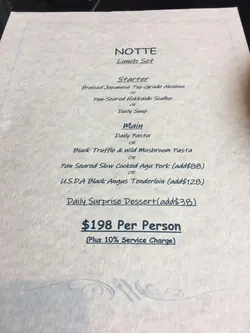 NOTTE
Lunch Set
Starter
Braised Japanese Top-Grade Abalone
OR
Pan-Seared Hokkaido Scallop
OR
Daily Soup
Main
Daily Pasta
OR
Black Truffle & Wild Mushroom Pasta
OR
Pan Seared Slow Cooked Aga Pork (add$88)
OR
U.S.D.A Black Angus Tenderloin (add$128)
Daily Surprise Dessert(add$38)
$198 Per Person
(Plus 10% Service Charge)